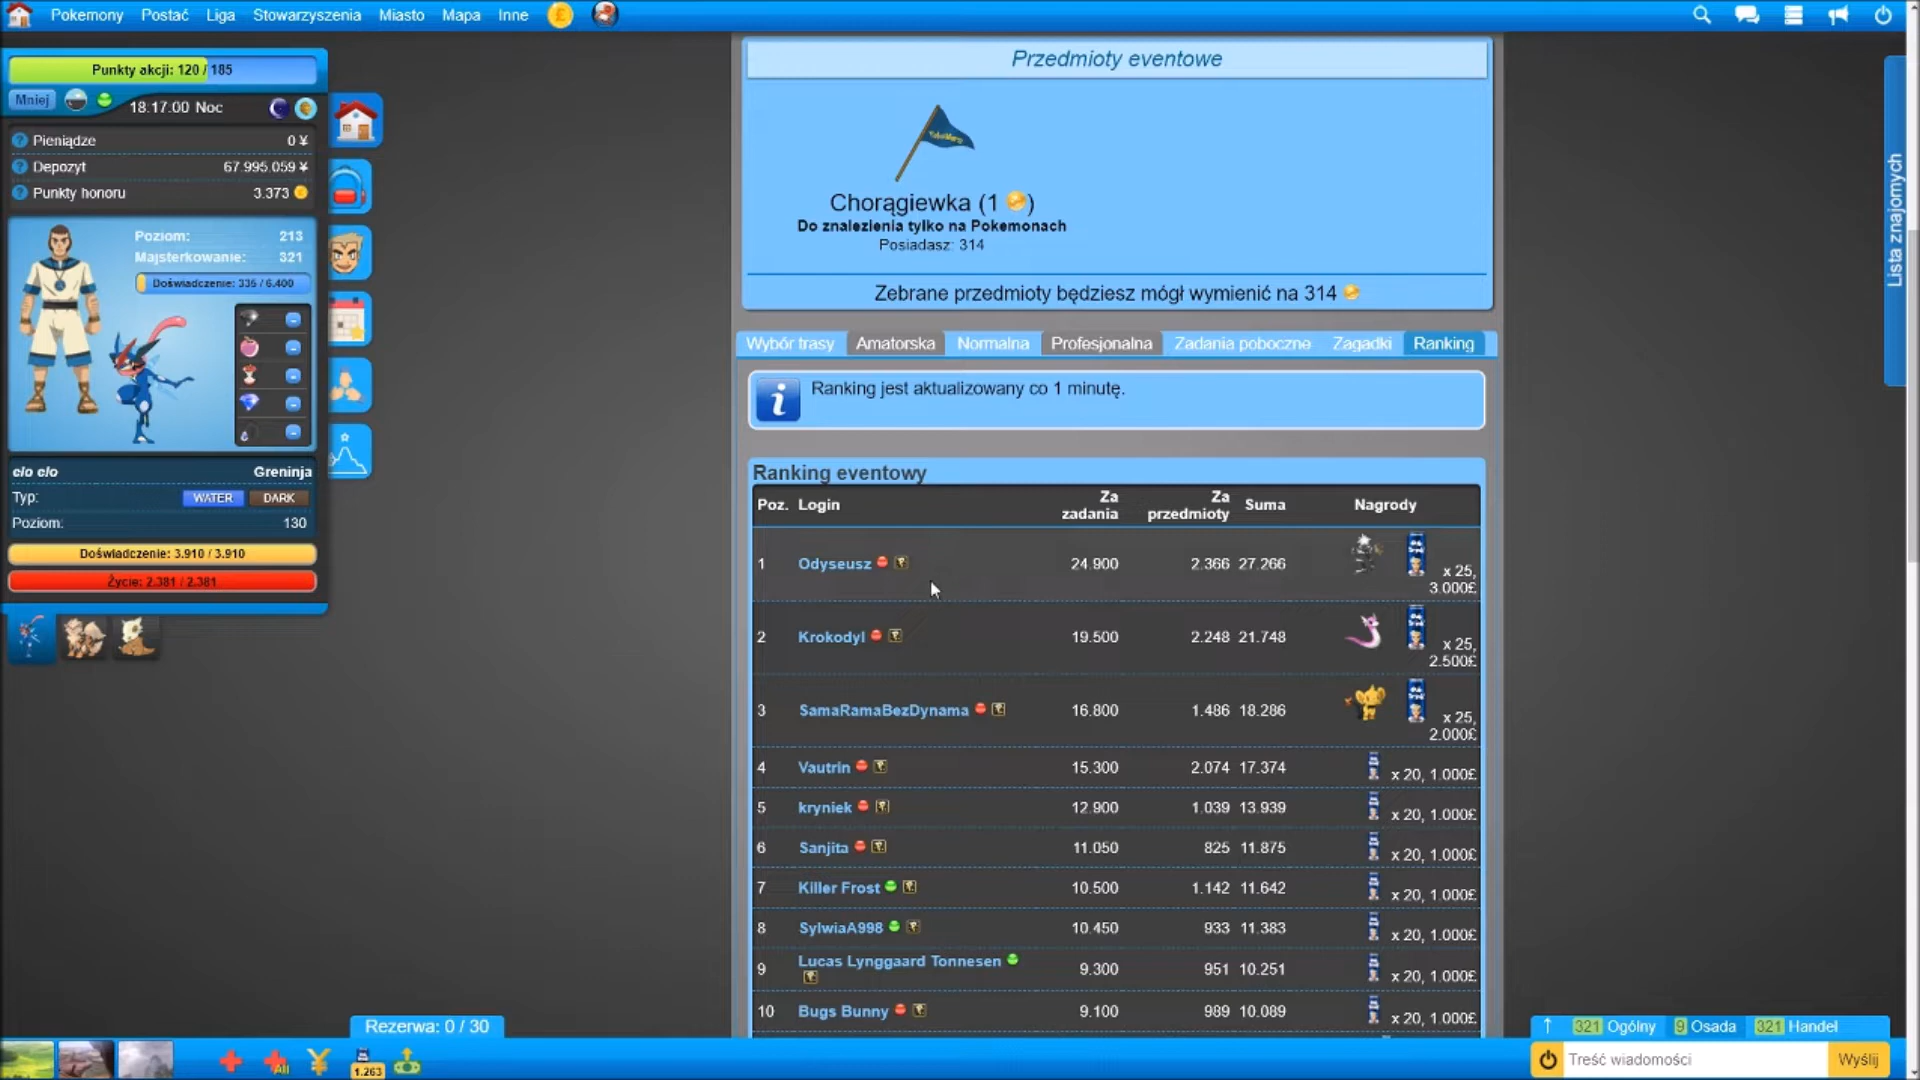 Pokemony Postać Liga Stowarzyszenia Miasto Mapa Inne
Punkty akcji: 120 / 185
Mniej 18.17.00 Noc
Pieniądze 0 ¥
Depozyt 67.995.059 ¥
Punkty honoru 3.373
Poziom: 213
Majsterkowanie: 321
Doświadczenie: 335 / 6.400
elo elo Greninja
Typ: WATER DARK
Poziom: 130
Doświadczenie: 3.910 / 3.910
Życie: 2.381 / 2.381
Przedmioty eventowe
Chorągiewka (1 )
Do znalezienia tylko na Pokemonach
Posiadasz: 314
Zebrane przedmioty będziesz mógł wymienić na 314
Wybór trasy Amatorska Normalna Profesjonalna Zadania poboczne Zagadki Ranking
Ranking jest aktualizowany co 1 minutę.
Ranking eventowy
Poz. Login Za zadania Za przedmioty Suma Nagrody
1 Odyseusz 24.900 2.366 27.266 x 25,
3.000£
2 Krokodyl 19.500 2.248 21.748 x 25,
2.500£
3 SamaRamaBezDynama 16.800 1.486 18.286 x 25,
2.000£
4 Vautrin 15.300 2.074 17.374 x 20, 1.000£
5 kryniek 12.900 1.039 13.939 x 20, 1.000£
6 Sanjita 11.050 825 11.875 x 20, 1.000£
7 Killer Frost 10.500 1.142 11.642 x 20, 1.000£
8 SylwiaA998 10.450 933 11.383 x 20, 1.000£
9 Lucas Lynggaard Tonnesen 9.300 951 10.251 x 20, 1.000£
10 Bugs Bunny 9.100 989 10.089 x 20, 1.000£
Lista znajomych
Rezerwa: 0 / 30
All
1.263
321 Ogólny 9 Osada 321 Handel
Treść wiadomości Wyślij